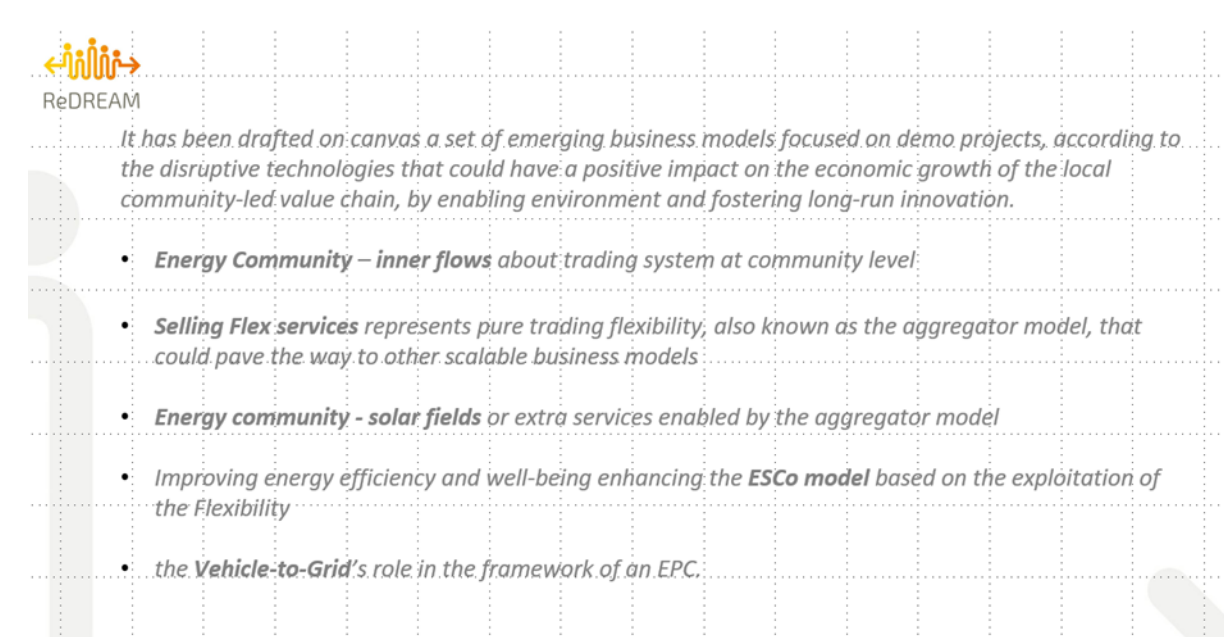 ReDREAM
It has been drafted on canvas a set of emerging business models focused on demo projects, according to
the disruptive technologies that could have a positive impact on the economic growth of the local
community-led value chain, by enabling environment and fostering long-run innovation.
• Energy Community – inner flows about trading system at community level
• Selling Flex services represents pure trading flexibility, also known as the aggregator model, that
could pave the way to other scalable business models
• Energy community - solar fields or extra services enabled by the aggregator model
• Improving energy efficiency and well-being enhancing the ESCo model based on the exploitation of
the Flexibility
• the Vehicle-to-Grid's role in the framework of an EPC.